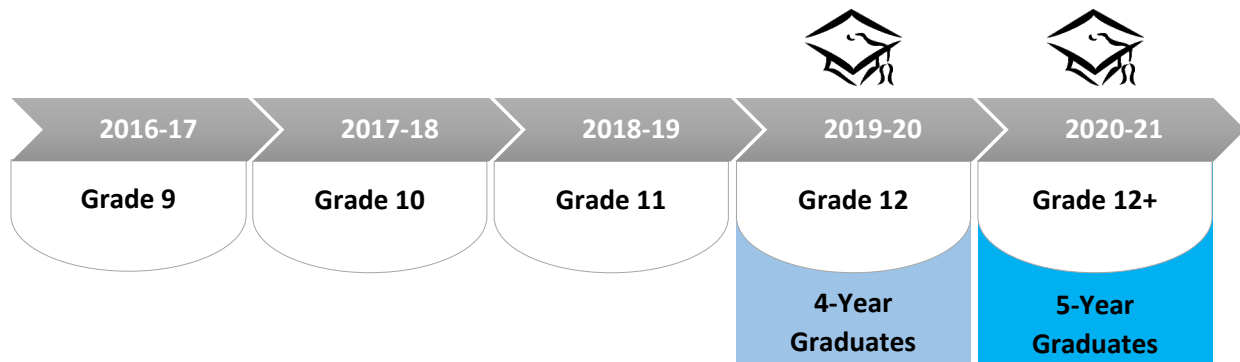 2016-17
2017-18
2018-19
2019-20
2020-21
Grade 9
Grade 10
Grade 11
Grade 12
Grade 12+
4-Year
Graduates
5-Year
Graduates